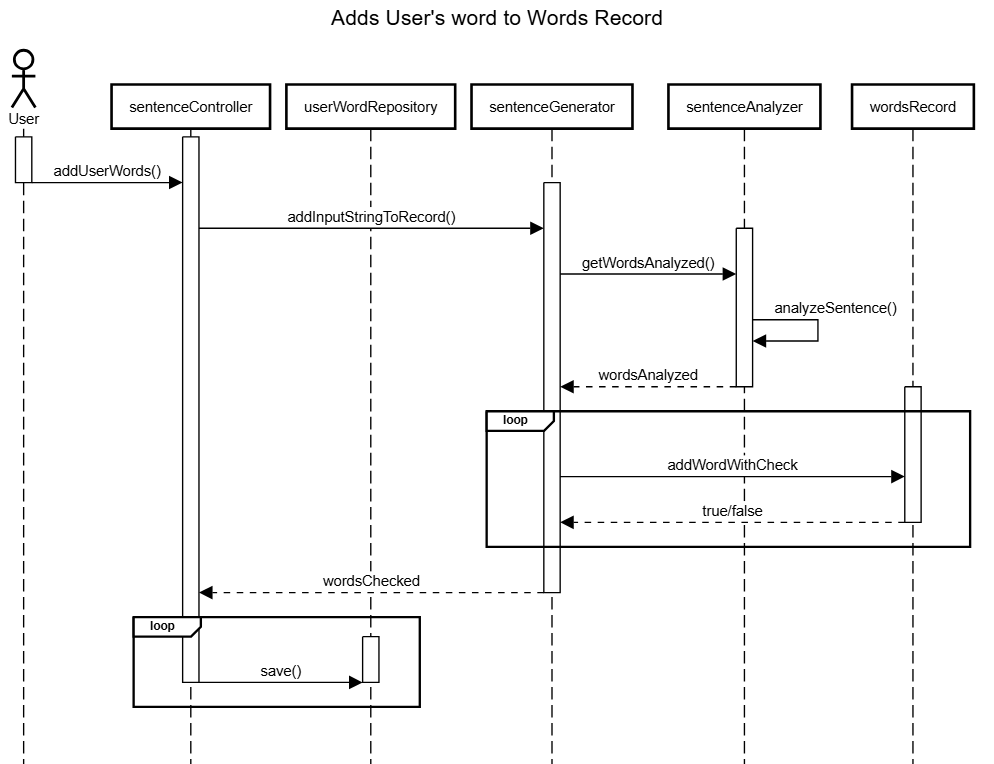 Adds User's word to Words Record
User
sentenceController
userWordRepository
sentenceGenerator
sentenceAnalyzer
wordsRecord
addUserWords()
addInputStringToRecord()
getWordsAnalyzed()
analyzeSentence()
wordsAnalyzed
loop
addWordWithCheck
true/false
wordsChecked
loop
save()